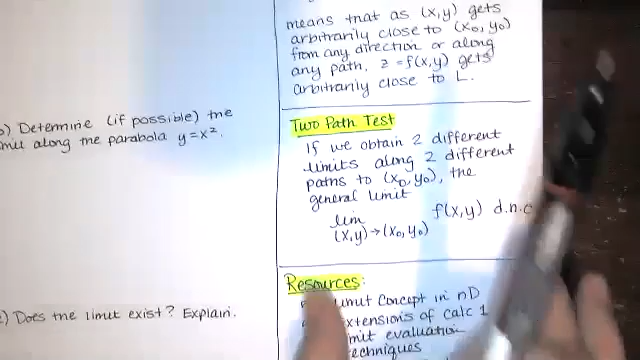 means that as (x,y) gets
arbitrarily close to (x₀,y₀)
from any direction or along
any path, z = f(x,y) gets
arbitrarily close to L.
) Determine (if possible) the
limit along the parabola y=x².
Two Path Test
If we obtain 2 different
limits along 2 different
paths to (x₀,y₀), the
general limit
lim f(x,y) d.n.e
(x,y)→(x₀,y₀)
Resources:
limit concept in nD
extensions of calc 1
limit evaluation
techniques
) Does the limit exist? Explain.